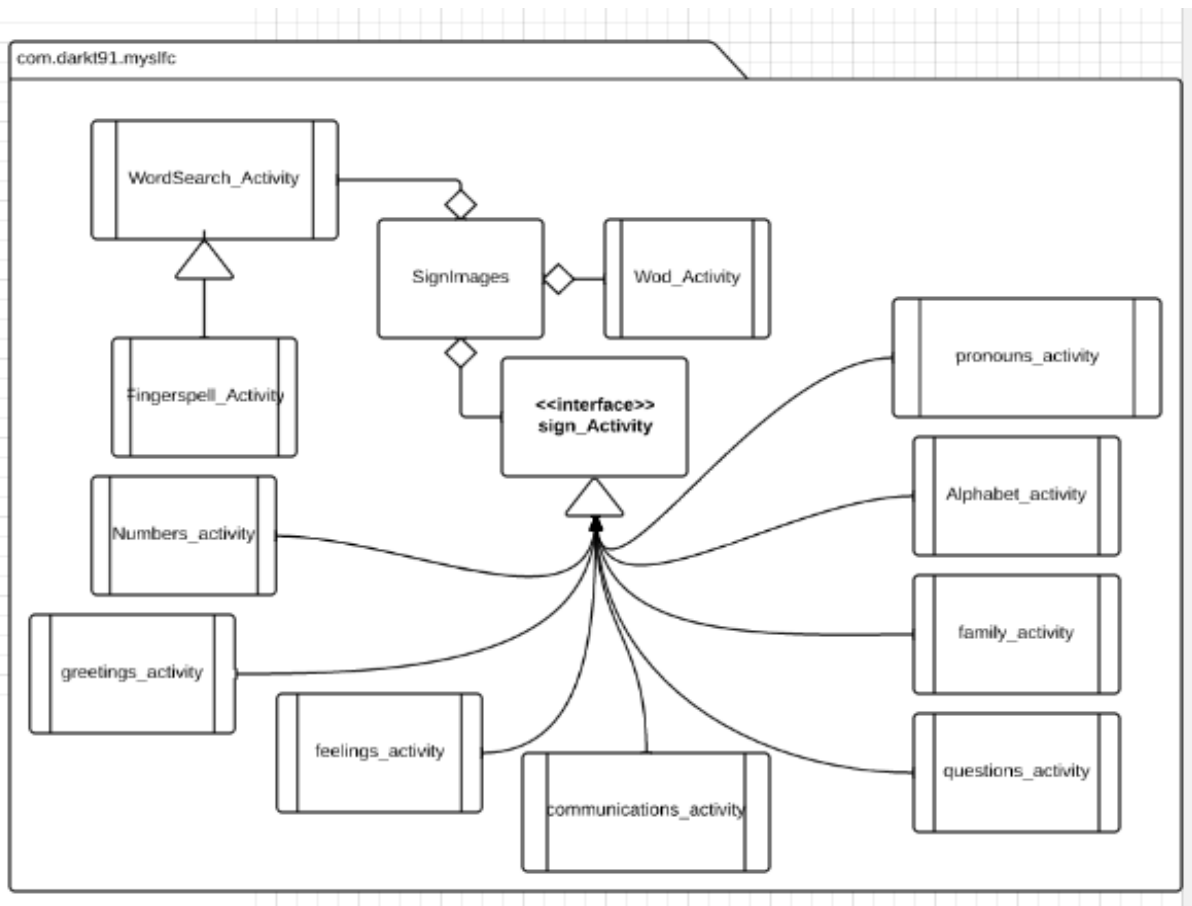 com.darkt91.myslfc
WordSearch_Activity
SignImages
Wod_Activity
pronouns_activity
Fingerspell_Activity
<<interface>>
sign_Activity
Alphabet_activity
Numbers_activity
family_activity
greetings_activity
feelings_activity
questions_activity
communications_activity